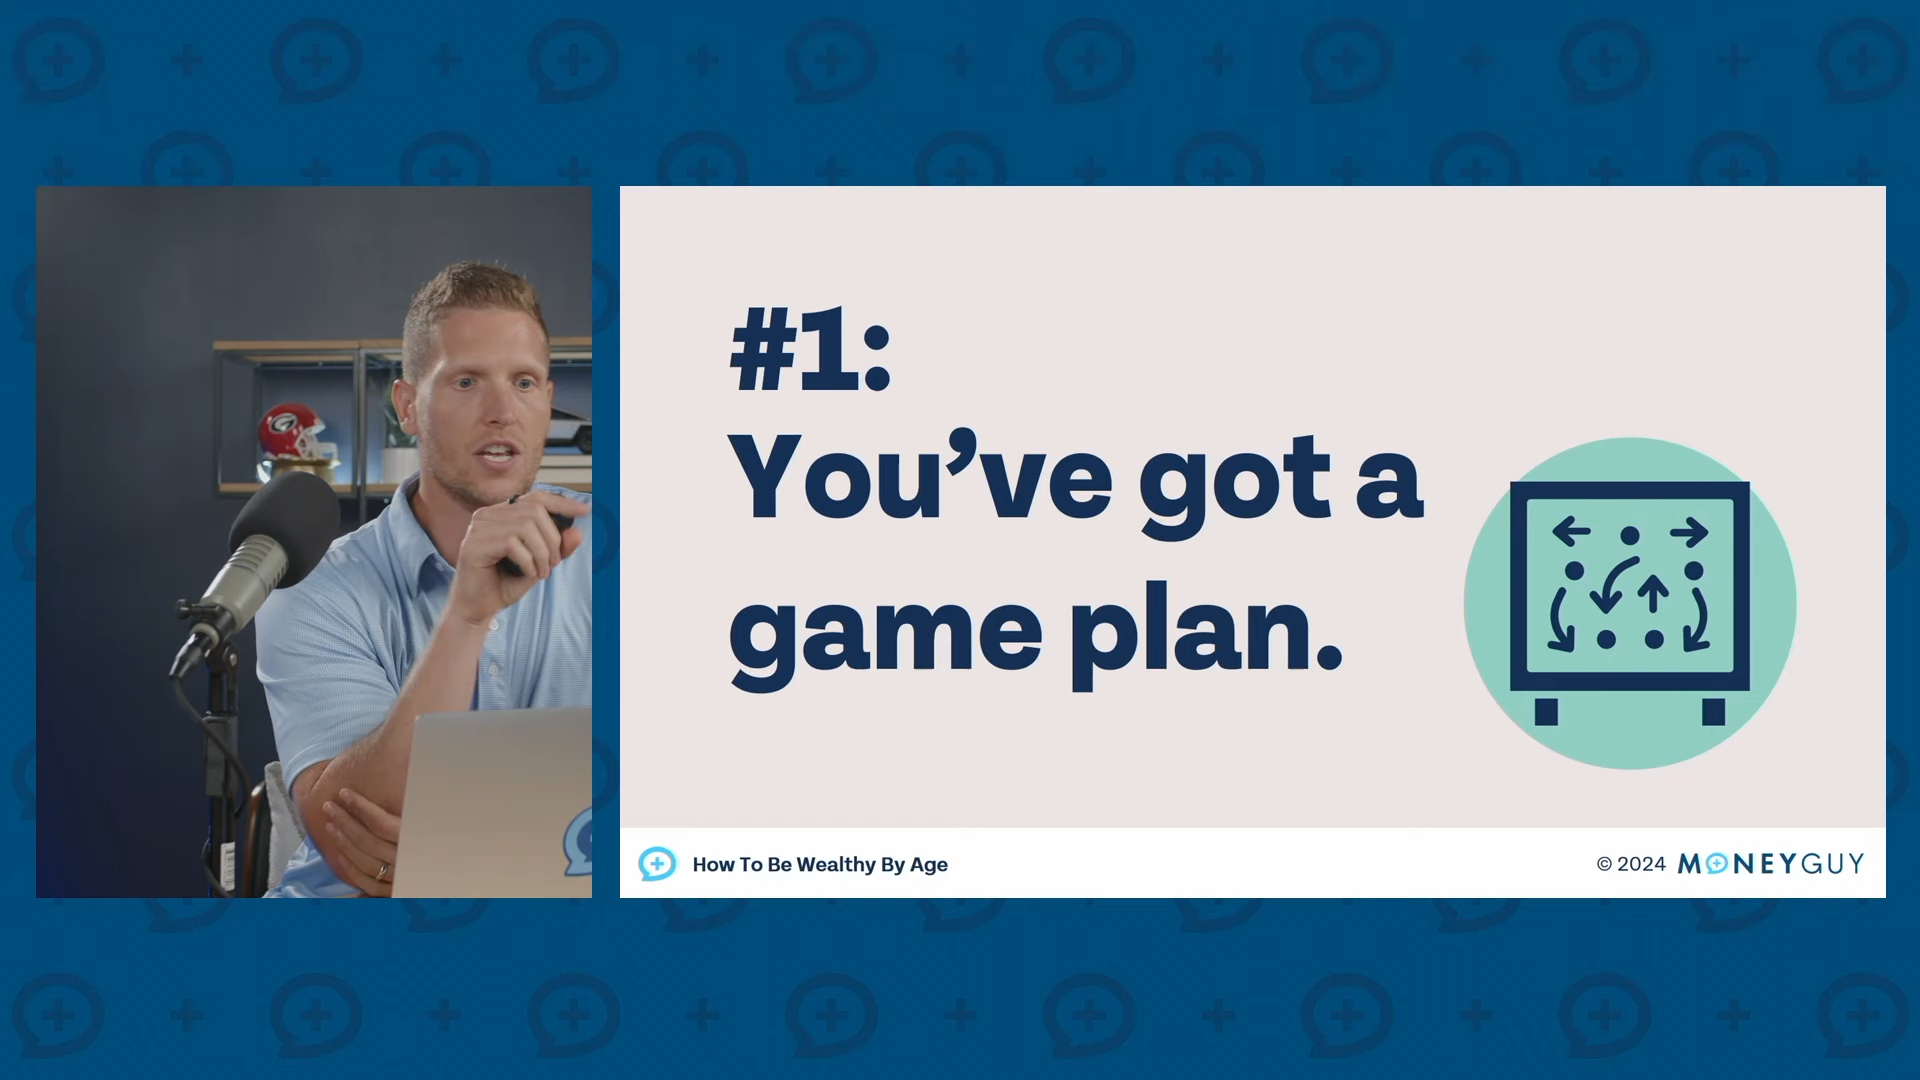 #1:
You’ve got a
game plan.
How To Be Wealthy By Age
© 2024 MONEYGUY
G